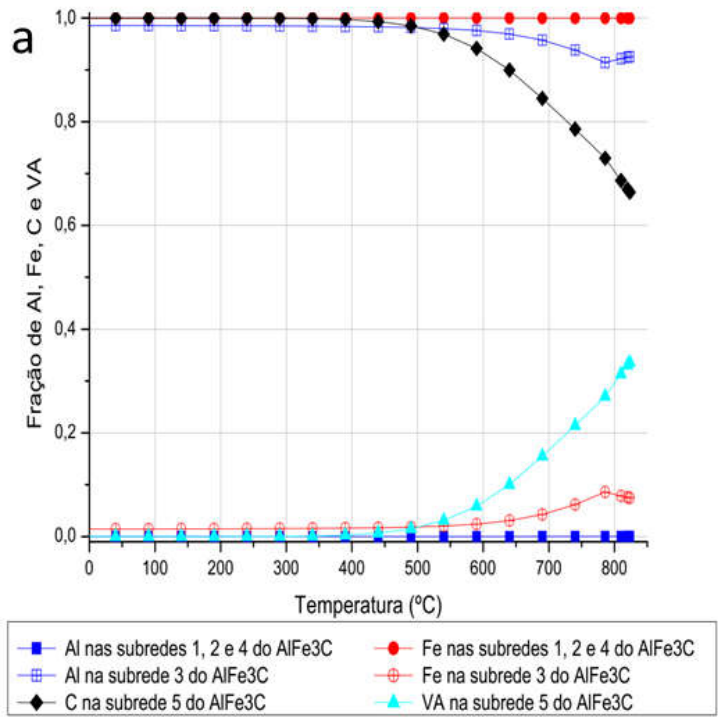 a
1,0
0,8
0,6
0,4
0,2
0,0
Fração de Al, Fe, C e VA
0 100 200 300 400 500 600 700 800
Temperatura (ºC)
Al nas subredes 1, 2 e 4 do AlFe3C
Fe nas subredes 1, 2 e 4 do AlFe3C
Al na subrede 3 do AlFe3C
Fe na subrede 3 do AlFe3C
C na subrede 5 do AlFe3C
VA na subrede 5 do AlFe3C